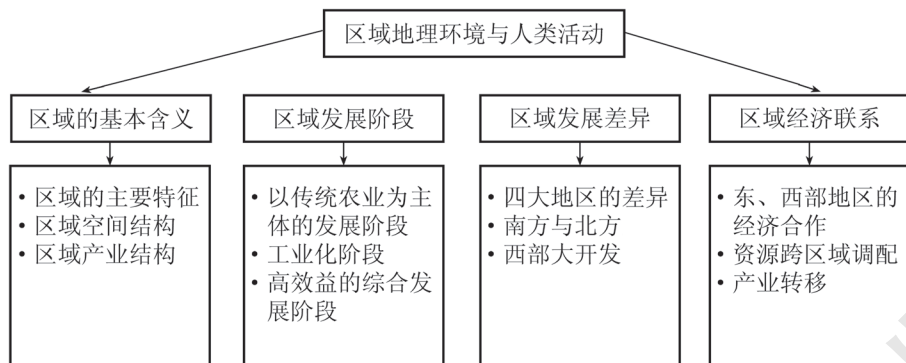 区域地理环境与人类活动
区域的基本含义
区域发展阶段
区域发展差异
区域经济联系
• 区域的主要特征
• 区域空间结构
• 区域产业结构
• 以传统农业为主
体的发展阶段
• 工业化阶段
• 高效益的综合发
展阶段
• 四大地区的差异
• 南方与北方
• 西部大开发
• 东、西部地区的
经济合作
• 资源跨区域调配
• 产业转移